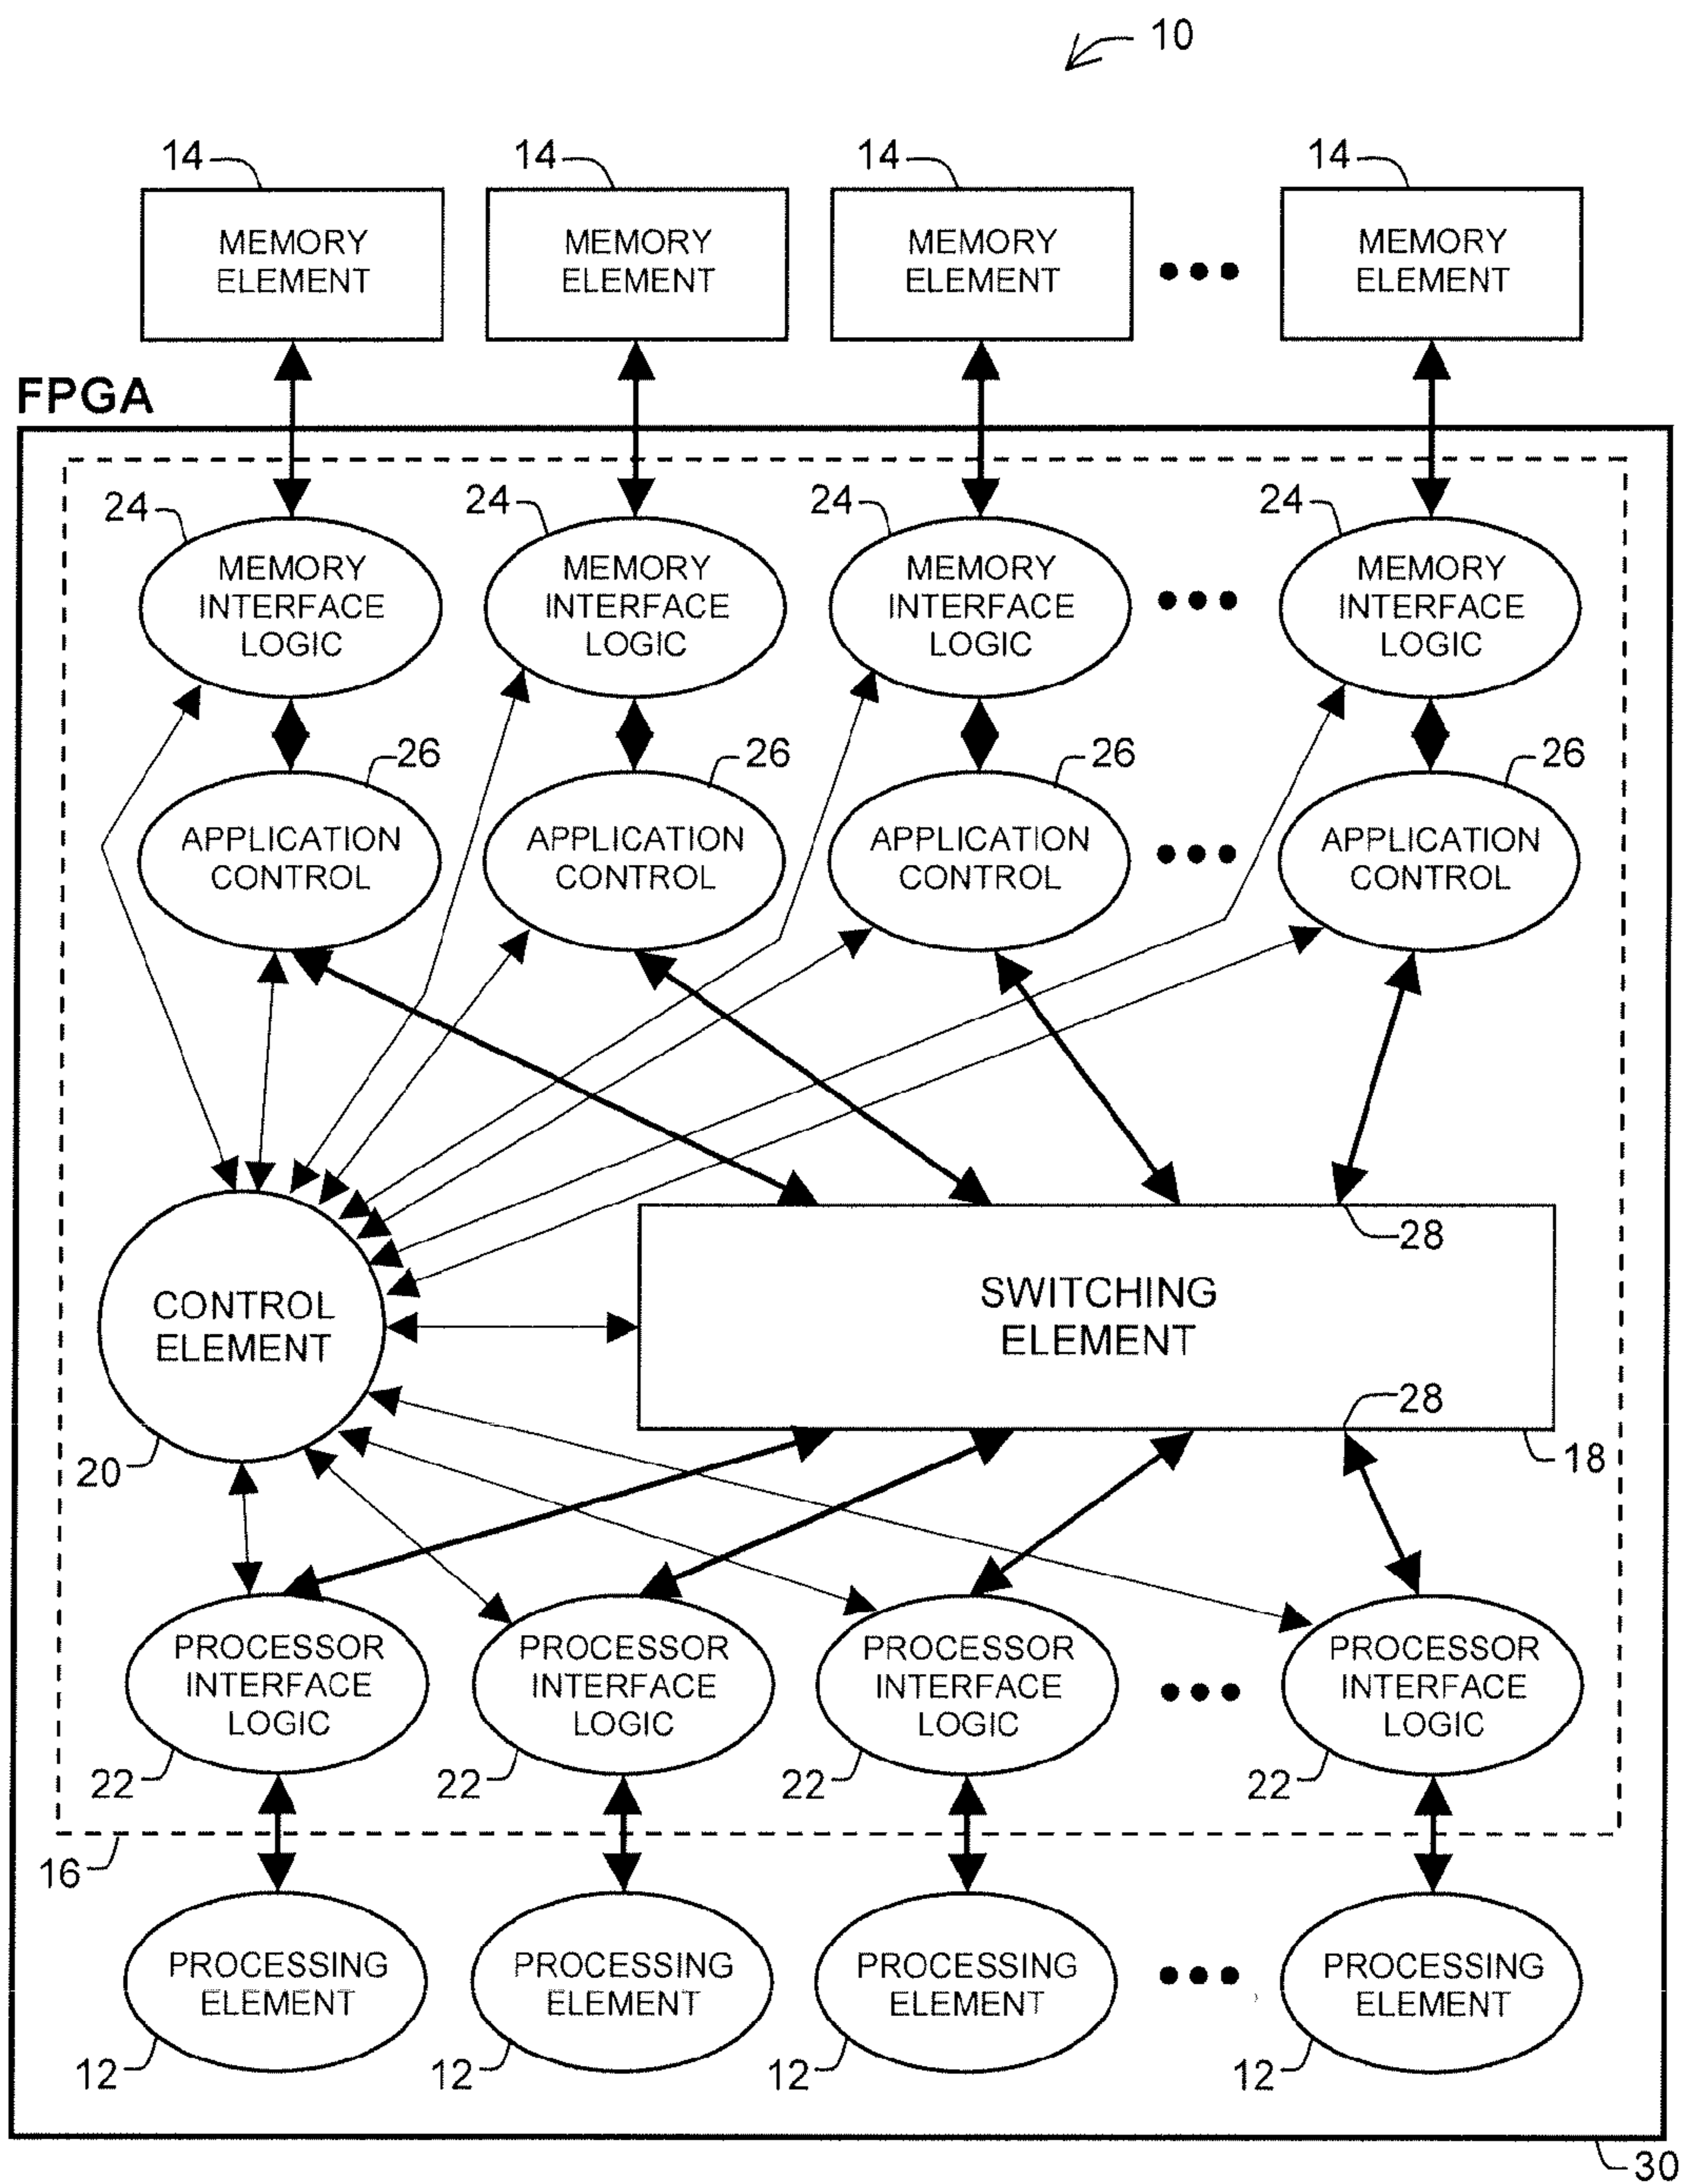 10
14 14 14 14
MEMORY ELEMENT MEMORY ELEMENT MEMORY ELEMENT MEMORY ELEMENT
FPGA
24 24 24 24
MEMORY INTERFACE LOGIC MEMORY INTERFACE LOGIC MEMORY INTERFACE LOGIC MEMORY INTERFACE LOGIC
26 26 26 26
APPLICATION CONTROL APPLICATION CONTROL APPLICATION CONTROL APPLICATION CONTROL
28
CONTROL ELEMENT
SWITCHING ELEMENT
28
20
18
PROCESSOR INTERFACE LOGIC PROCESSOR INTERFACE LOGIC PROCESSOR INTERFACE LOGIC PROCESSOR INTERFACE LOGIC
22 22 22 22
16
PROCESSING ELEMENT PROCESSING ELEMENT PROCESSING ELEMENT PROCESSING ELEMENT
12 12 12 12
30